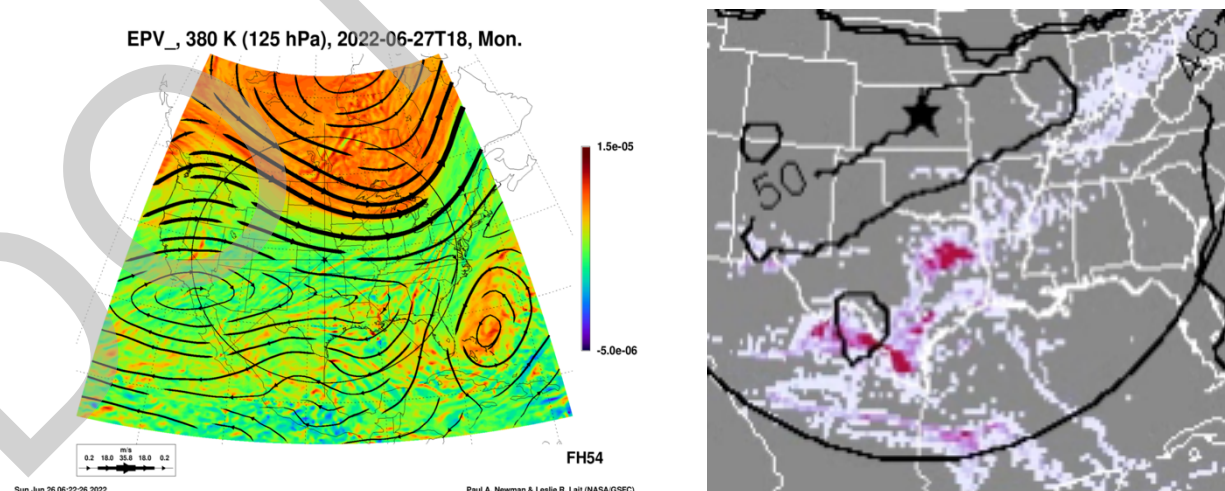 EPV_, 380 K (125 hPa), 2022-06-27T18, Mon.
1.5e-05
-5.0e-06
m/s
0.2 18.0 35.8 18.0 0.2
FH54
Sun Jun 26 06:22:26 2022
Paul A. Newman & Leslie R. Lait (NASA/GSFC)
50